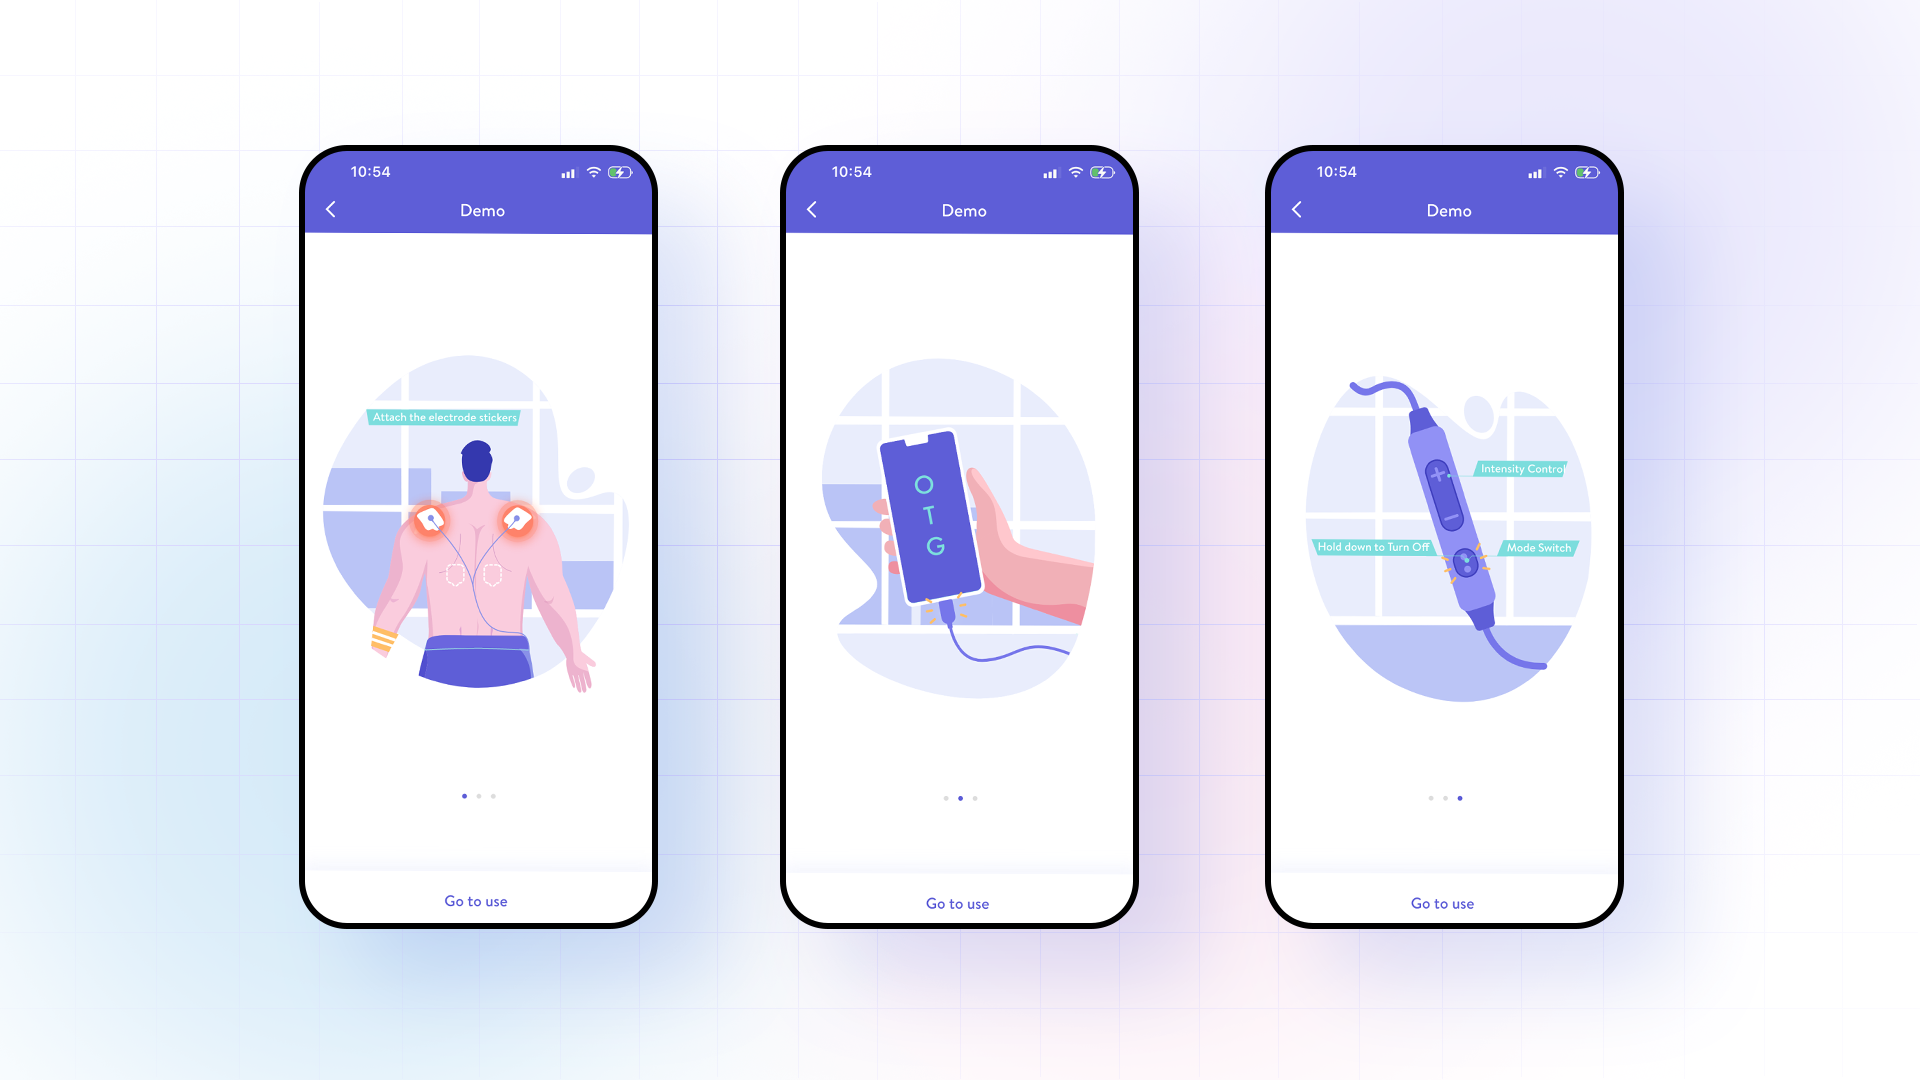 10:54
Demo
Attach the electrode stickers
Go to use
10:54
Demo
O
T
G
Go to use
10:54
Demo
Intensity Control
Hold down to Turn Off
Mode Switch
Go to use